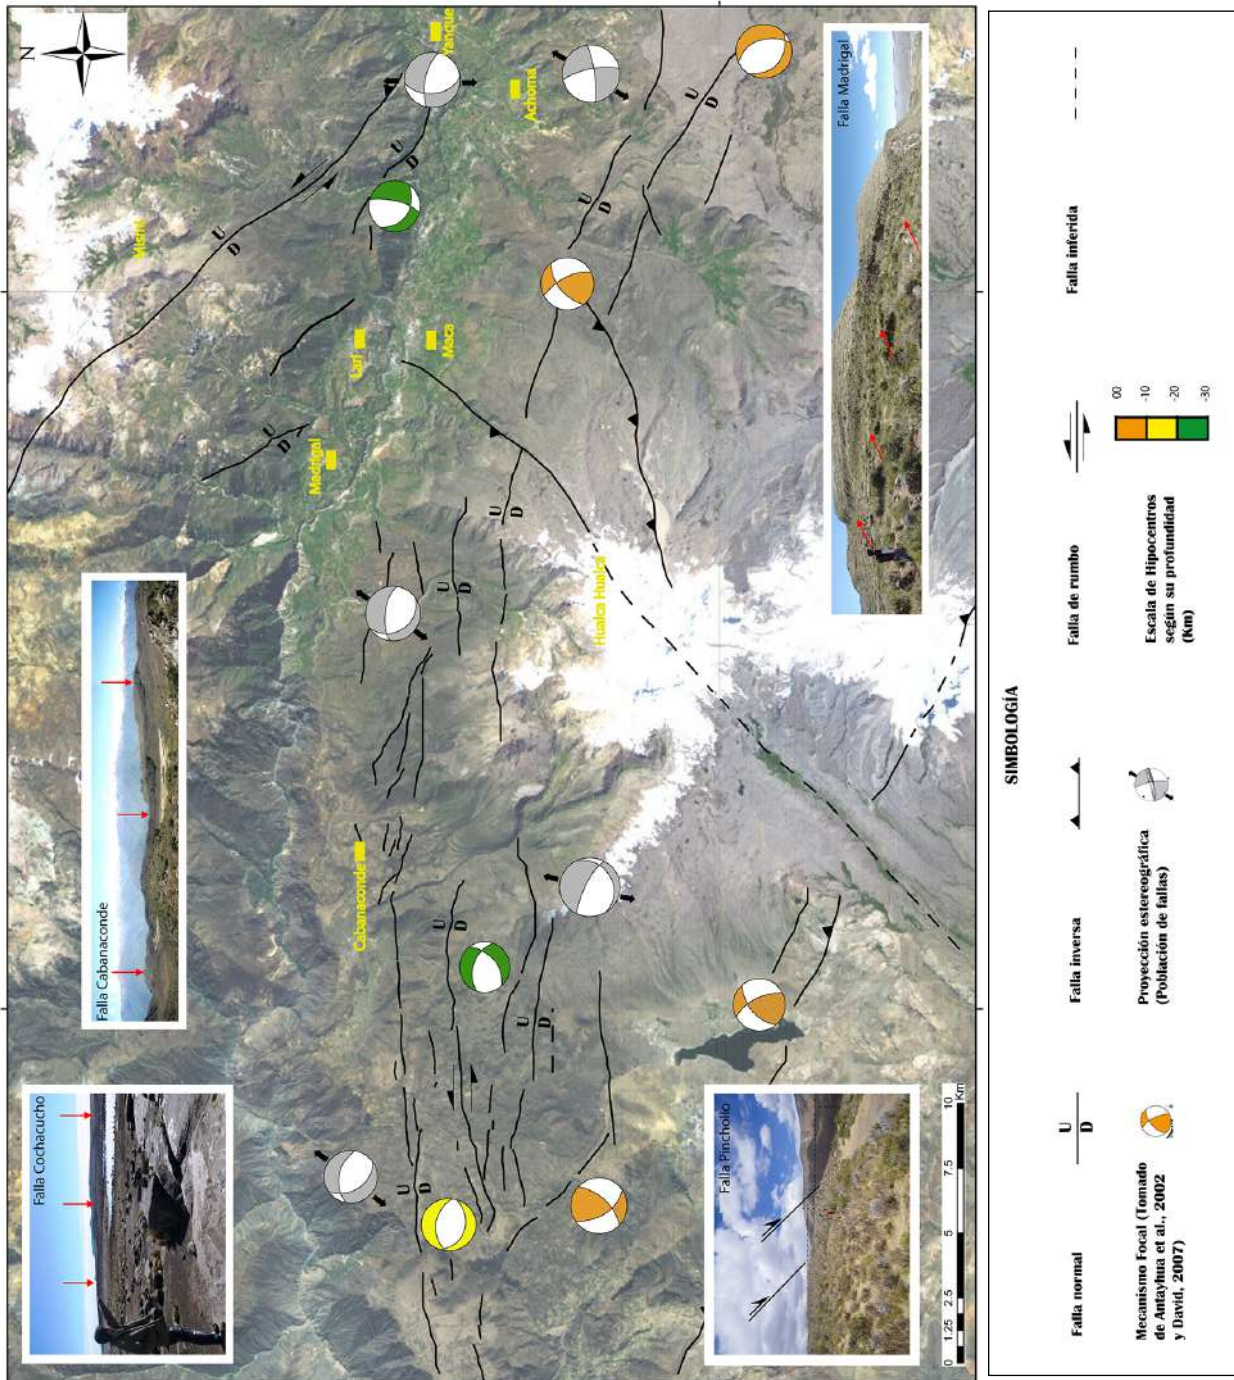 N
Yanque
Achoma
Mismi
Lari
Maca
Madrigal
Hualca Hualca
Cabanaconde
Falla Cochacucho
Falla Cabanaconde
Falla Pinchollo
Falla Madrigal
U
D
U
D
U
D
U
D
U
D
U
D
U
D
U
D
U
D
U
D
0 1.25 2.5 5 7.5 10
Km
SIMBOLOGÍA
Falla normal
U
D
Falla inversa
Falla de rumbo
Falla inferida
Mecanismo Focal (Tomado
de Antayhua et al., 2002
y David, 2007)
Proyección estereográfica
(Población de fallas)
Escala de Hipocentros
según su profundidad
(Km)
00
-10
-20
-30